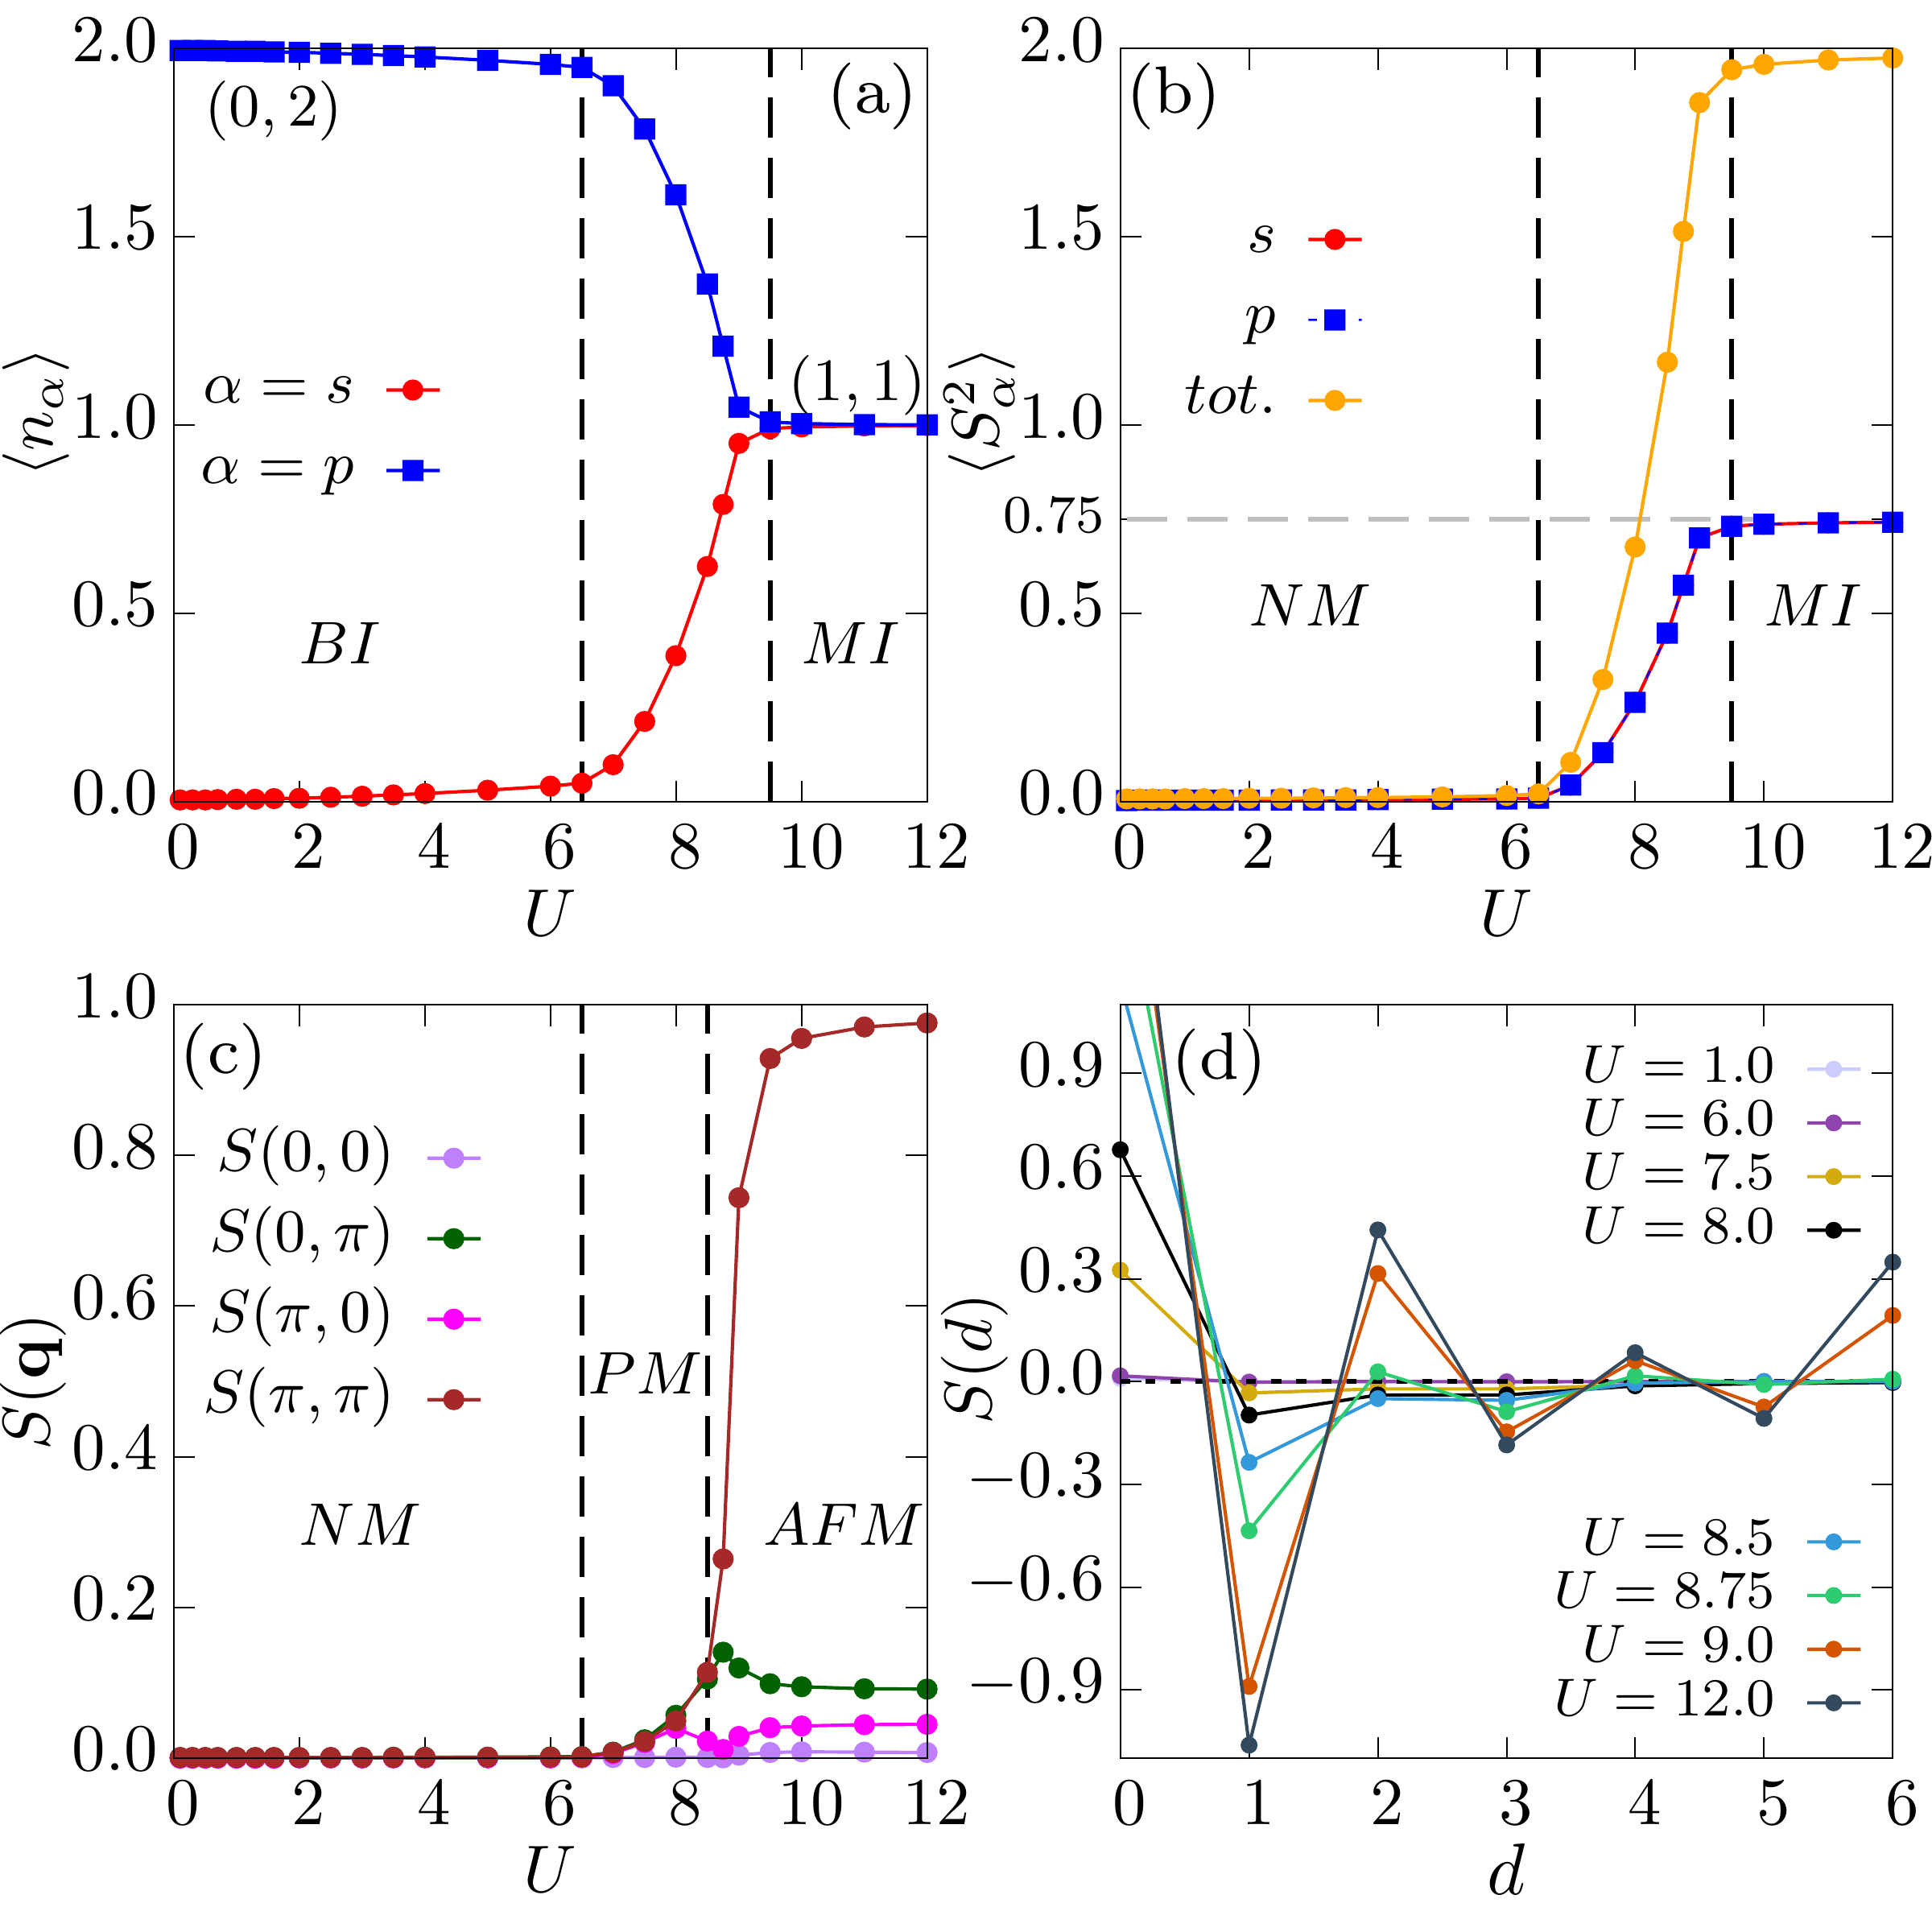 (a)
(0, 2)
(1, 1)
α = s
α = p
BI
MI
⟨n_α⟩
2.0
1.5
1.0
0.5
0.0
0 2 4 6 8 10 12
U
(b)
s
p
tot.
NM
MI
⟨S²_α⟩
2.0
1.5
1.0
0.75
0.5
0.0
0 2 4 6 8 10 12
U
(c)
S(0, 0)
S(0, π)
S(π, 0)
S(π, π)
PM
NM
AFM
S(q)
1.0
0.8
0.6
0.4
0.2
0.0
0 2 4 6 8 10 12
U
(d)
U = 1.0
U = 6.0
U = 7.5
U = 8.0
U = 8.5
U = 8.75
U = 9.0
U = 12.0
S(d)
0.9
0.6
0.3
0.0
−0.3
−0.6
−0.9
0 1 2 3 4 5 6
d